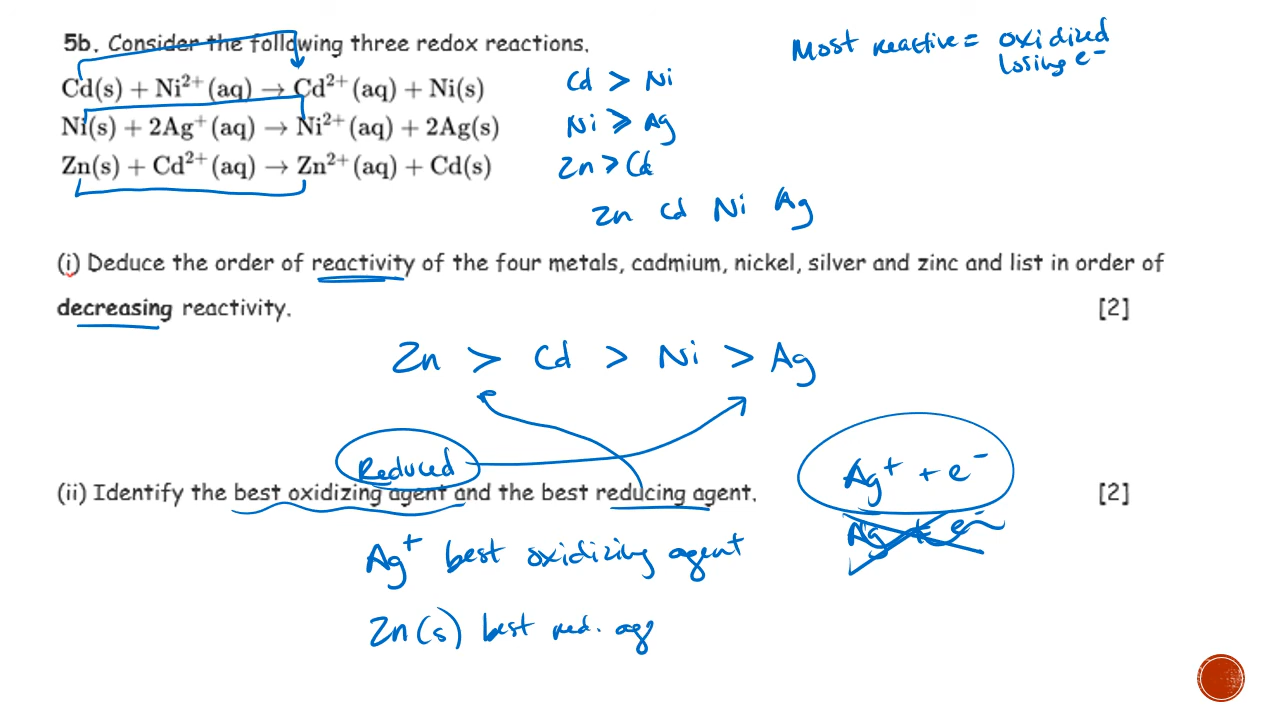 5b. Consider the following three redox reactions.
Most reactive = oxidized
losing e⁻
Cd(s) + Ni²⁺ (aq) → Cd²⁺ (aq) + Ni(s)
Cd > Ni
Ni(s) + 2Ag⁺ (aq) → Ni²⁺ (aq) + 2Ag(s)
Ni > Ag
Zn(s) + Cd²⁺ (aq) → Zn²⁺ (aq) + Cd(s)
Zn > Cd
Zn Cd Ni Ag
(i) Deduce the order of reactivity of the four metals, cadmium, nickel, silver and zinc and list in order of
decreasing reactivity. [2]
Zn > Cd > Ni > Ag
Reduced
Ag⁺ + e⁻
(ii) Identify the best oxidizing agent and the best reducing agent. [2]
Ag + e⁻
Ag⁺ best oxidizing agent
Zn(s) best red. ag